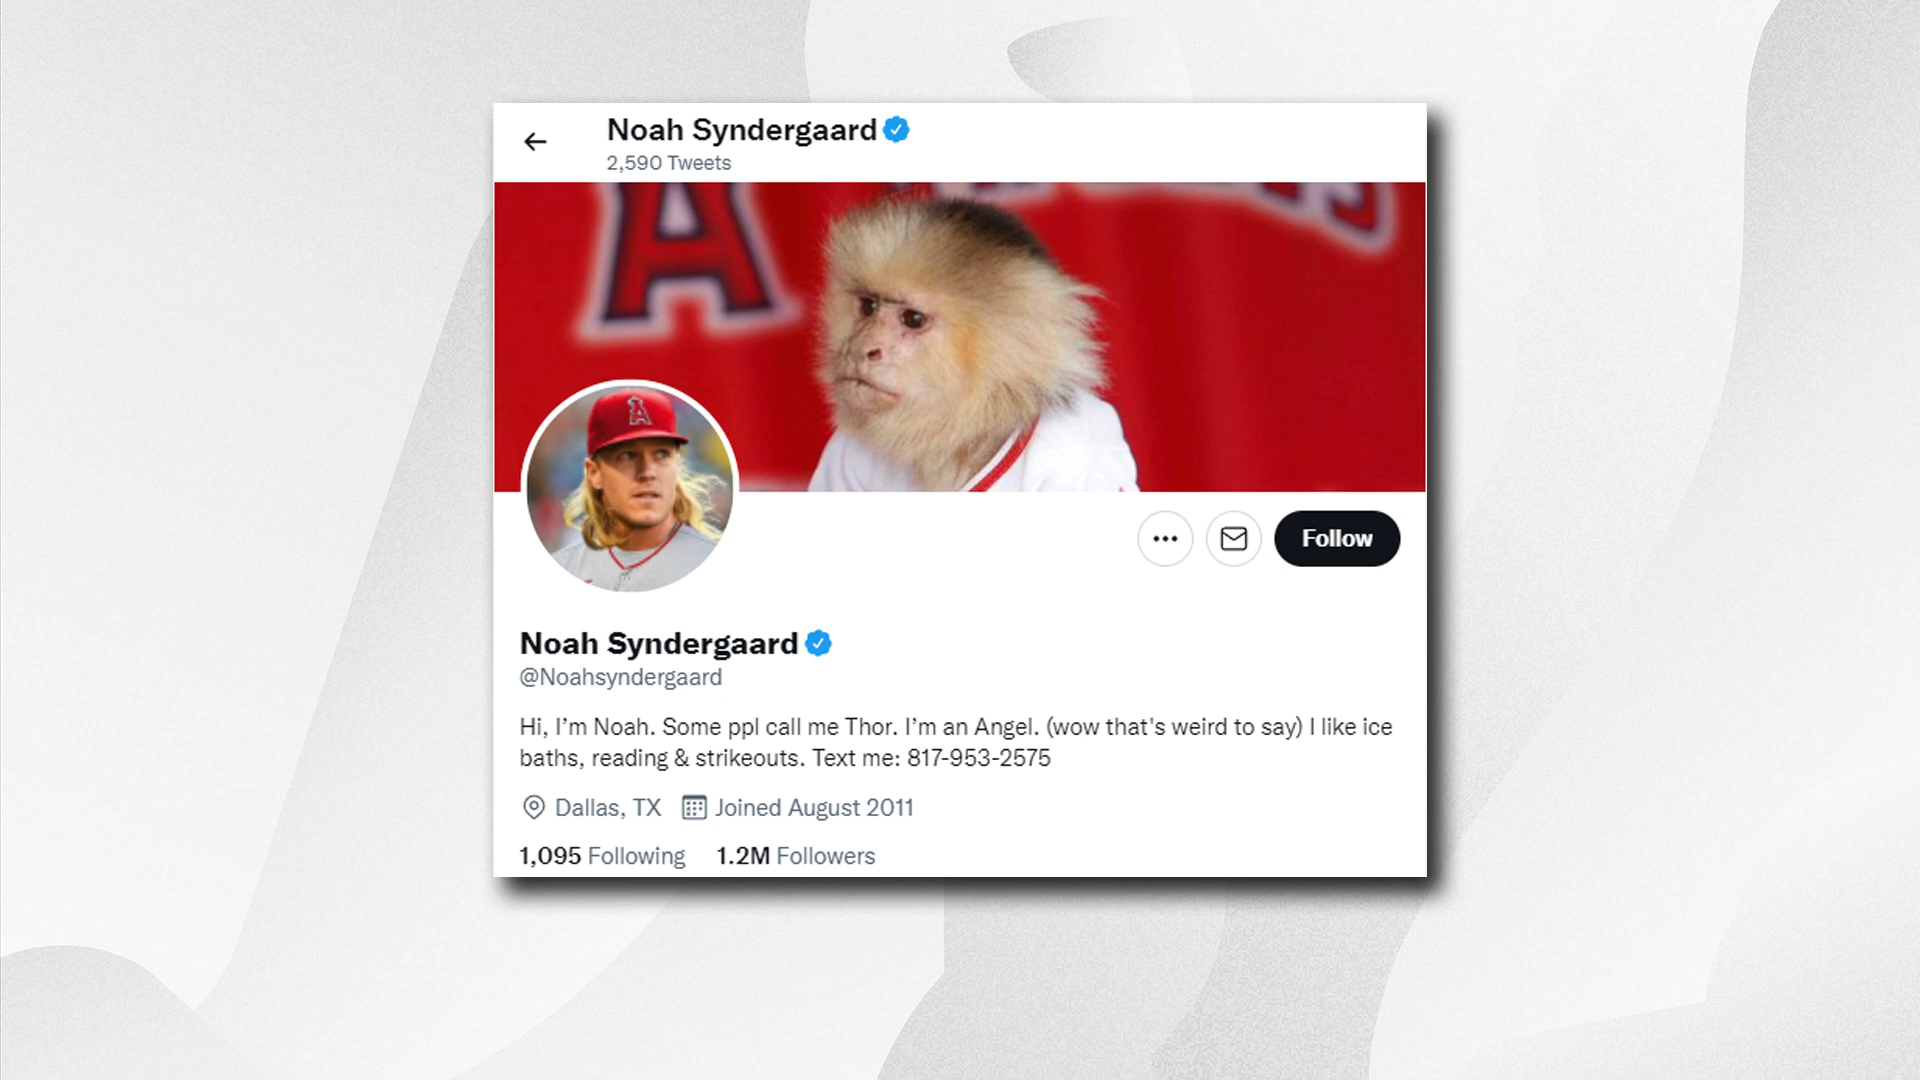 Noah Syndergaard
2,590 Tweets
A
A
Follow
Noah Syndergaard
@Noahsyndergaard
Hi, I’m Noah. Some ppl call me Thor. I’m an Angel. (wow that's weird to say) I like ice
baths, reading & strikeouts. Text me: 817-953-2575
Dallas, TX Joined August 2011
1,095 Following 1.2M Followers